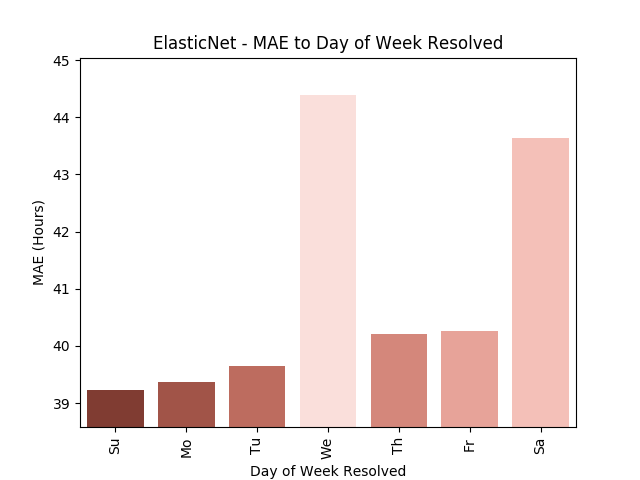 ElasticNet - MAE to Day of Week Resolved
45
44
43
42
41
40
39
MAE (Hours)
Su
Mo
Tu
We
Th
Fr
Sa
Day of Week Resolved